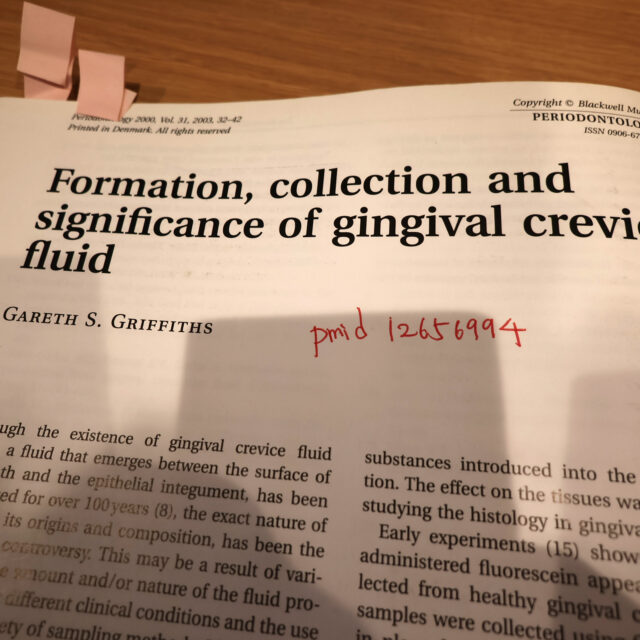 Periodontology 2000, Vol. 31, 2003, 32–42
Printed in Denmark. All rights reserved
Copyright © Blackwell Mu
PERIODONTOLO
ISSN 0906-67
Formation, collection and
significance of gingival crevic
fluid
GARETH S. GRIFFITHS
pmid 12656994
ugh the existence of gingival crevice fluid
a fluid that emerges between the surface of
th and the epithelial integument, has been
ed for over 100 years (8), the exact nature of
its origins and composition, has been the
controversy. This may be a result of vari-
e amount and/or nature of the fluid pro-
different clinical conditions and the use
ety of sampling
substances introduced into the
tion. The effect on the tissues wa
studying the histology in gingiva
Early experiments (15) show
administered fluorescein appea
lected from healthy gingival c
samples were collected using